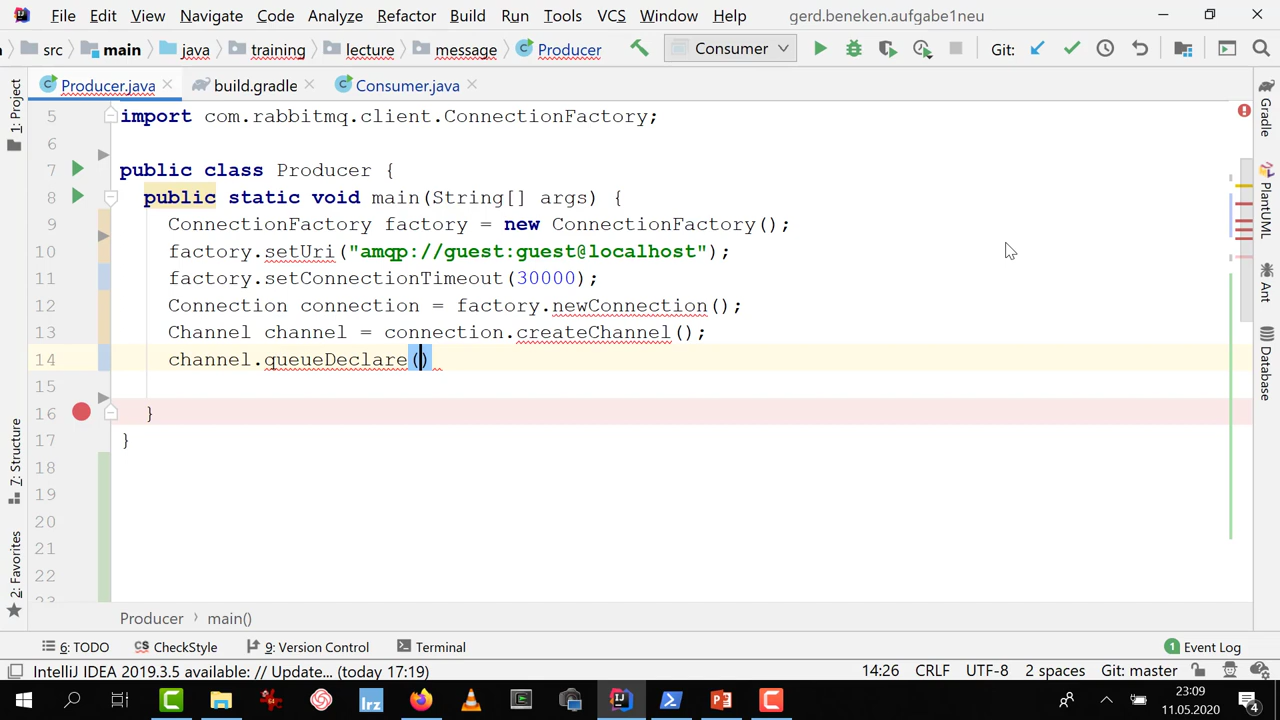 File Edit View Navigate Code Analyze Refactor Build Run Tools VCS Window Help gerd.beneken.aufgabe1neu
src main java training lecture message Producer Consumer Git:
Producer.java build.gradle Consumer.java
1: Project
7: Structure
2: Favorites
Gradle
PlantUML
Ant
Database
5 import com.rabbitmq.client.ConnectionFactory;
6
7 public class Producer {
8 public static void main(String[] args) {
9 ConnectionFactory factory = new ConnectionFactory();
10 factory.setUri("amqp://guest:guest@localhost");
11 factory.setConnectionTimeout(30000);
12 Connection connection = factory.newConnection();
13 Channel channel = connection.createChannel();
14 channel.queueDeclare()
15
16 }
17 }
18
19
20
21
22
23
Producer › main()
6: TODO CheckStyle 9: Version Control Terminal 1 Event Log
IntelliJ IDEA 2019.3.5 available: // Update... (today 17:19) 14:26 CRLF UTF-8 2 spaces Git: master
lrz 23:09
11.05.2020 4